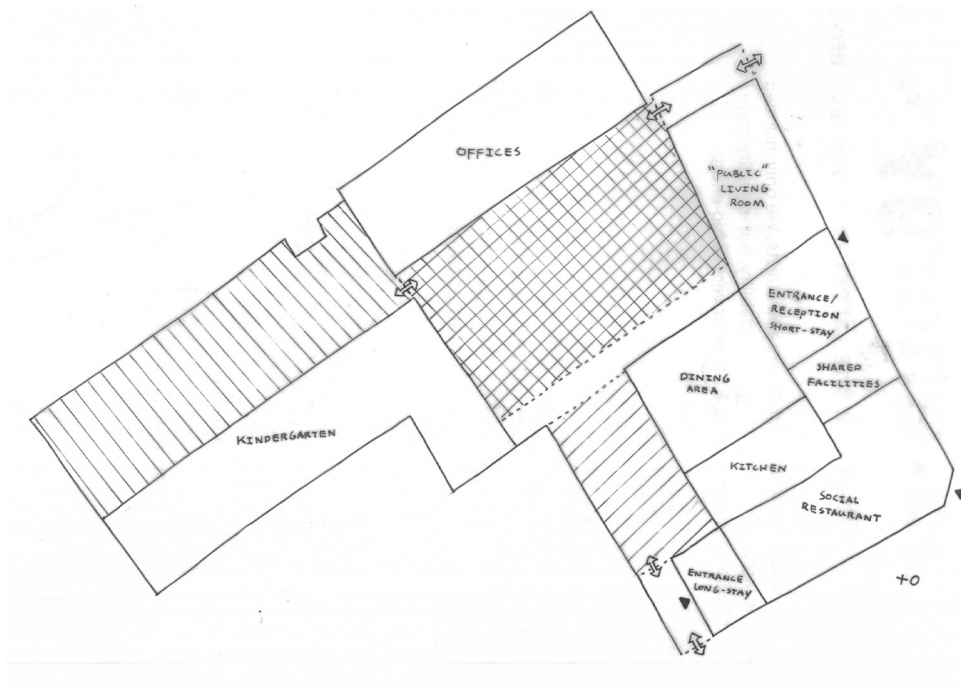 OFFICES
"PUBLIC"
LIVING
ROOM
ENTRANCE/
RECEPTION
SHORT-STAY
SHARED
FACILITIES
DINING
AREA
KINDERGARTEN
KITCHEN
SOCIAL
RESTAURANT
ENTRANCE
LONG-STAY
+0